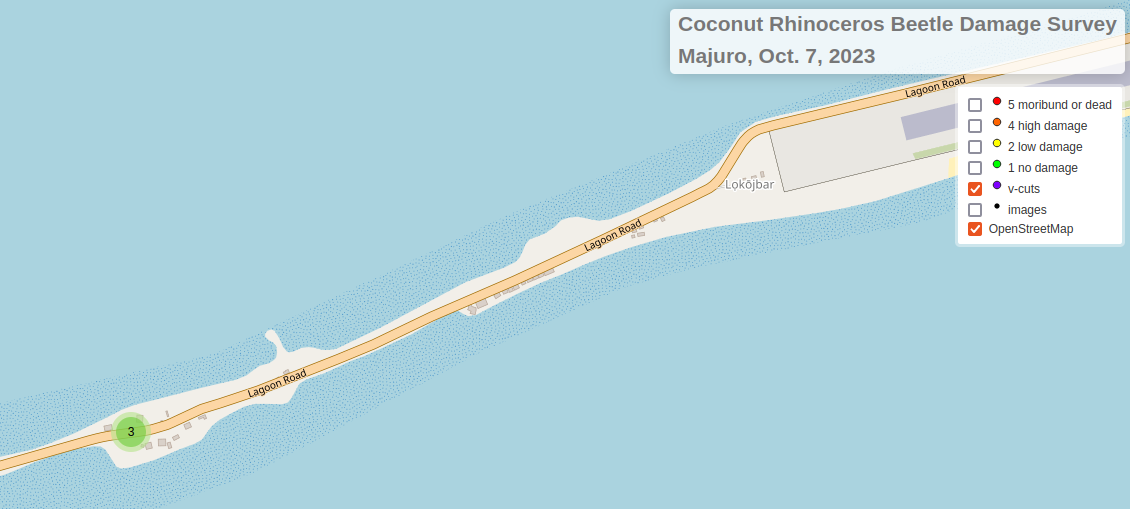 Coconut Rhinoceros Beetle Damage Survey
Majuro, Oct. 7, 2023
Lagoon Road
5 moribund or dead
4 high damage
2 low damage
1 no damage
v-cuts
images
OpenStreetMap
Lokōjbar
Lagoon Road
Lagoon Road
3